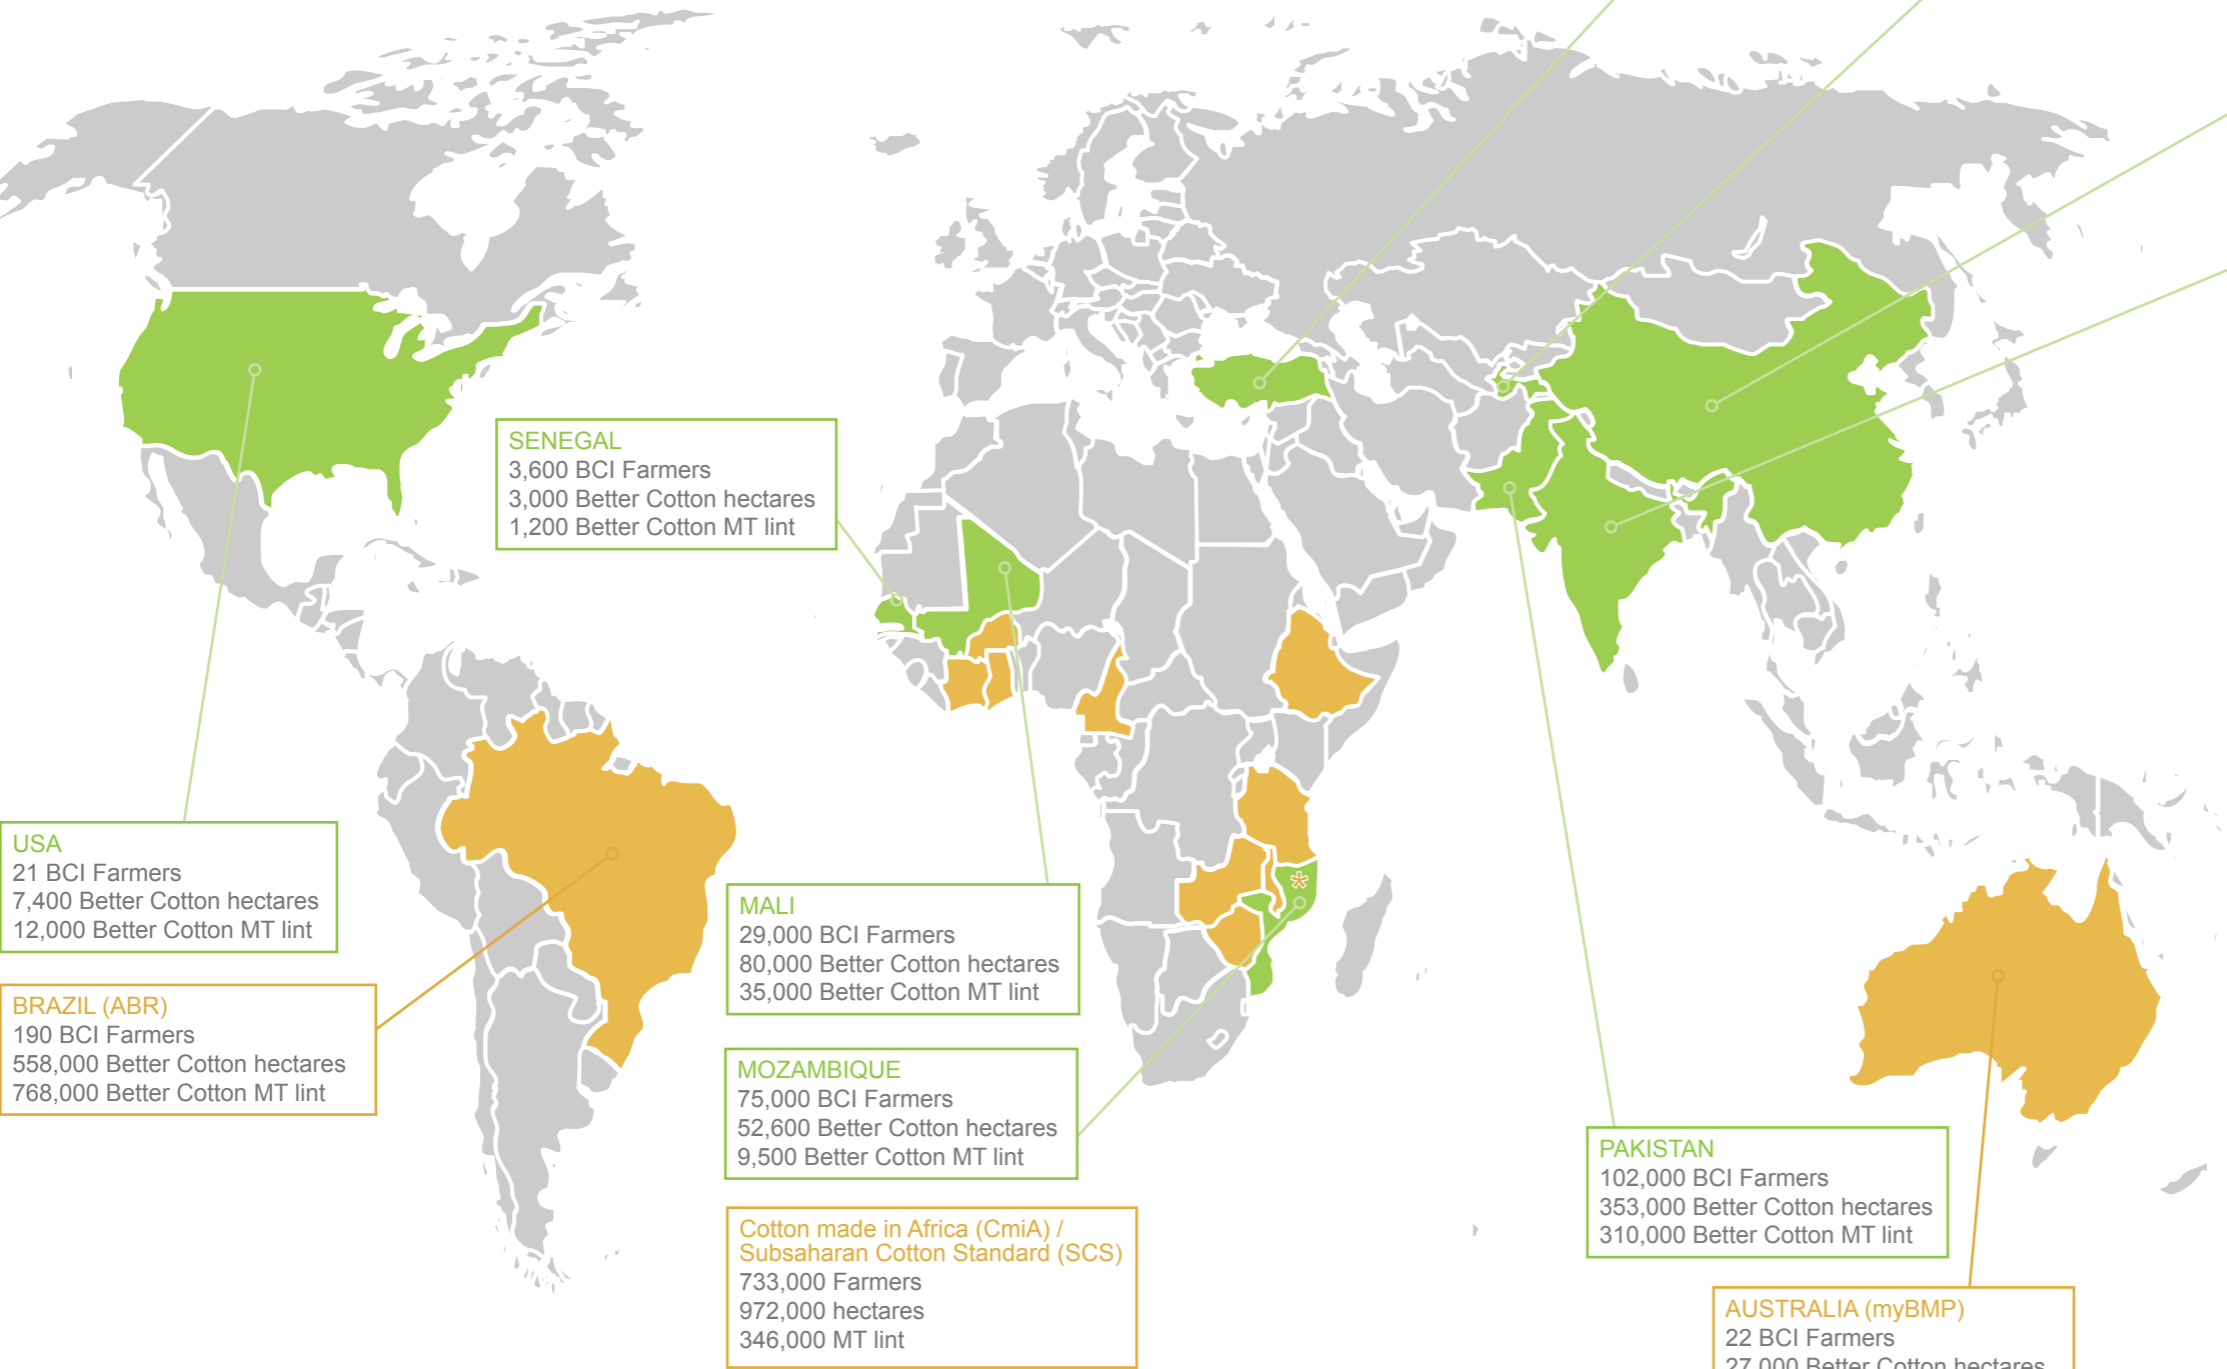 SENEGAL
3,600 BCI Farmers
3,000 Better Cotton hectares
1,200 Better Cotton MT lint
USA
21 BCI Farmers
7,400 Better Cotton hectares
12,000 Better Cotton MT lint
BRAZIL (ABR)
190 BCI Farmers
558,000 Better Cotton hectares
768,000 Better Cotton MT lint
MALI
29,000 BCI Farmers
80,000 Better Cotton hectares
35,000 Better Cotton MT lint
*
MOZAMBIQUE
75,000 BCI Farmers
52,600 Better Cotton hectares
9,500 Better Cotton MT lint
Cotton made in Africa (CmiA) /
Subsaharan Cotton Standard (SCS)
733,000 Farmers
972,000 hectares
346,000 MT lint
PAKISTAN
102,000 BCI Farmers
353,000 Better Cotton hectares
310,000 Better Cotton MT lint
AUSTRALIA (myBMP)
22 BCI Farmers
27,000 Better Cotton hectares